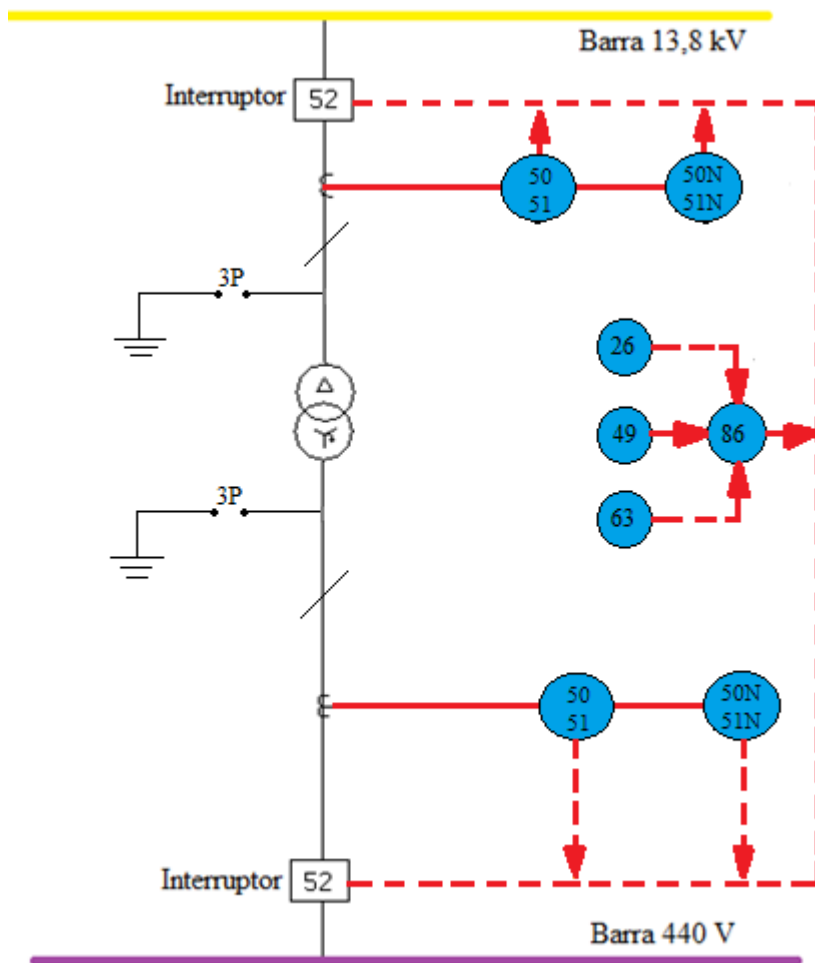 Barra 13,8 kV
Interruptor 52
50
51
50N
51N
3P
26
49
86
63
3P
50
51
50N
51N
Interruptor 52
Barra 440 V